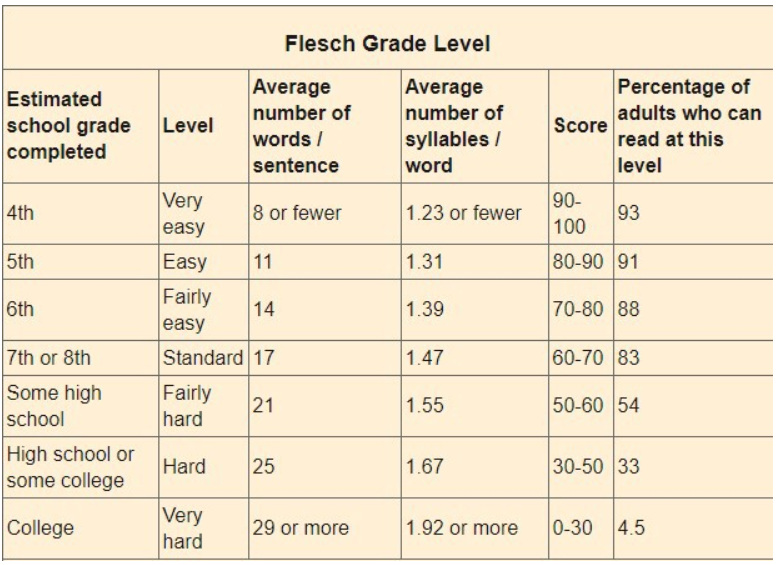 Flesch Grade Level
Estimated school grade completed | Level | Average number of words / sentence | Average number of syllables / word | Score | Percentage of adults who can read at this level
4th | Very easy | 8 or fewer | 1.23 or fewer | 90-100 | 93
5th | Easy | 11 | 1.31 | 80-90 | 91
6th | Fairly easy | 14 | 1.39 | 70-80 | 88
7th or 8th | Standard | 17 | 1.47 | 60-70 | 83
Some high school | Fairly hard | 21 | 1.55 | 50-60 | 54
High school or some college | Hard | 25 | 1.67 | 30-50 | 33
College | Very hard | 29 or more | 1.92 or more | 0-30 | 4.5